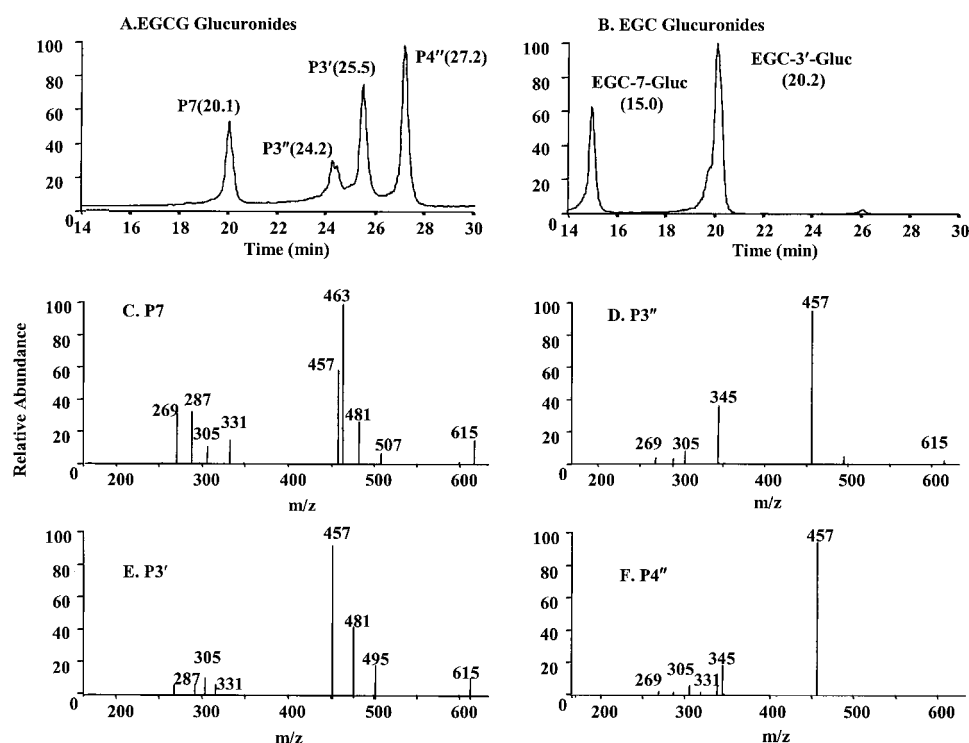 A.EGCG Glucuronides
100
80
60
40
20
0
P7(20.1)
P3″(24.2)
P3′(25.5)
P4″(27.2)
14 16 18 20 22 24 26 28 30
Time (min)
B. EGC Glucuronides
100
80
60
40
20
0
EGC-7-Gluc
(15.0)
EGC-3′-Gluc
(20.2)
14 16 18 20 22 24 26 28 30
Time (min)
Relative Abundance
C. P7
100
80
60
40
20
0
269
287
305
331
457
463
481
507
615
200 300 400 500 600
m/z
D. P3″
100
80
60
40
20
0
269
305
345
457
615
200 300 400 500 600
m/z
E. P3′
100
80
60
40
20
0
287
305
331
457
481
495
615
200 300 400 500 600
m/z
F. P4″
100
80
60
40
20
0
269
305
331
345
457
200 300 400 500 600
m/z